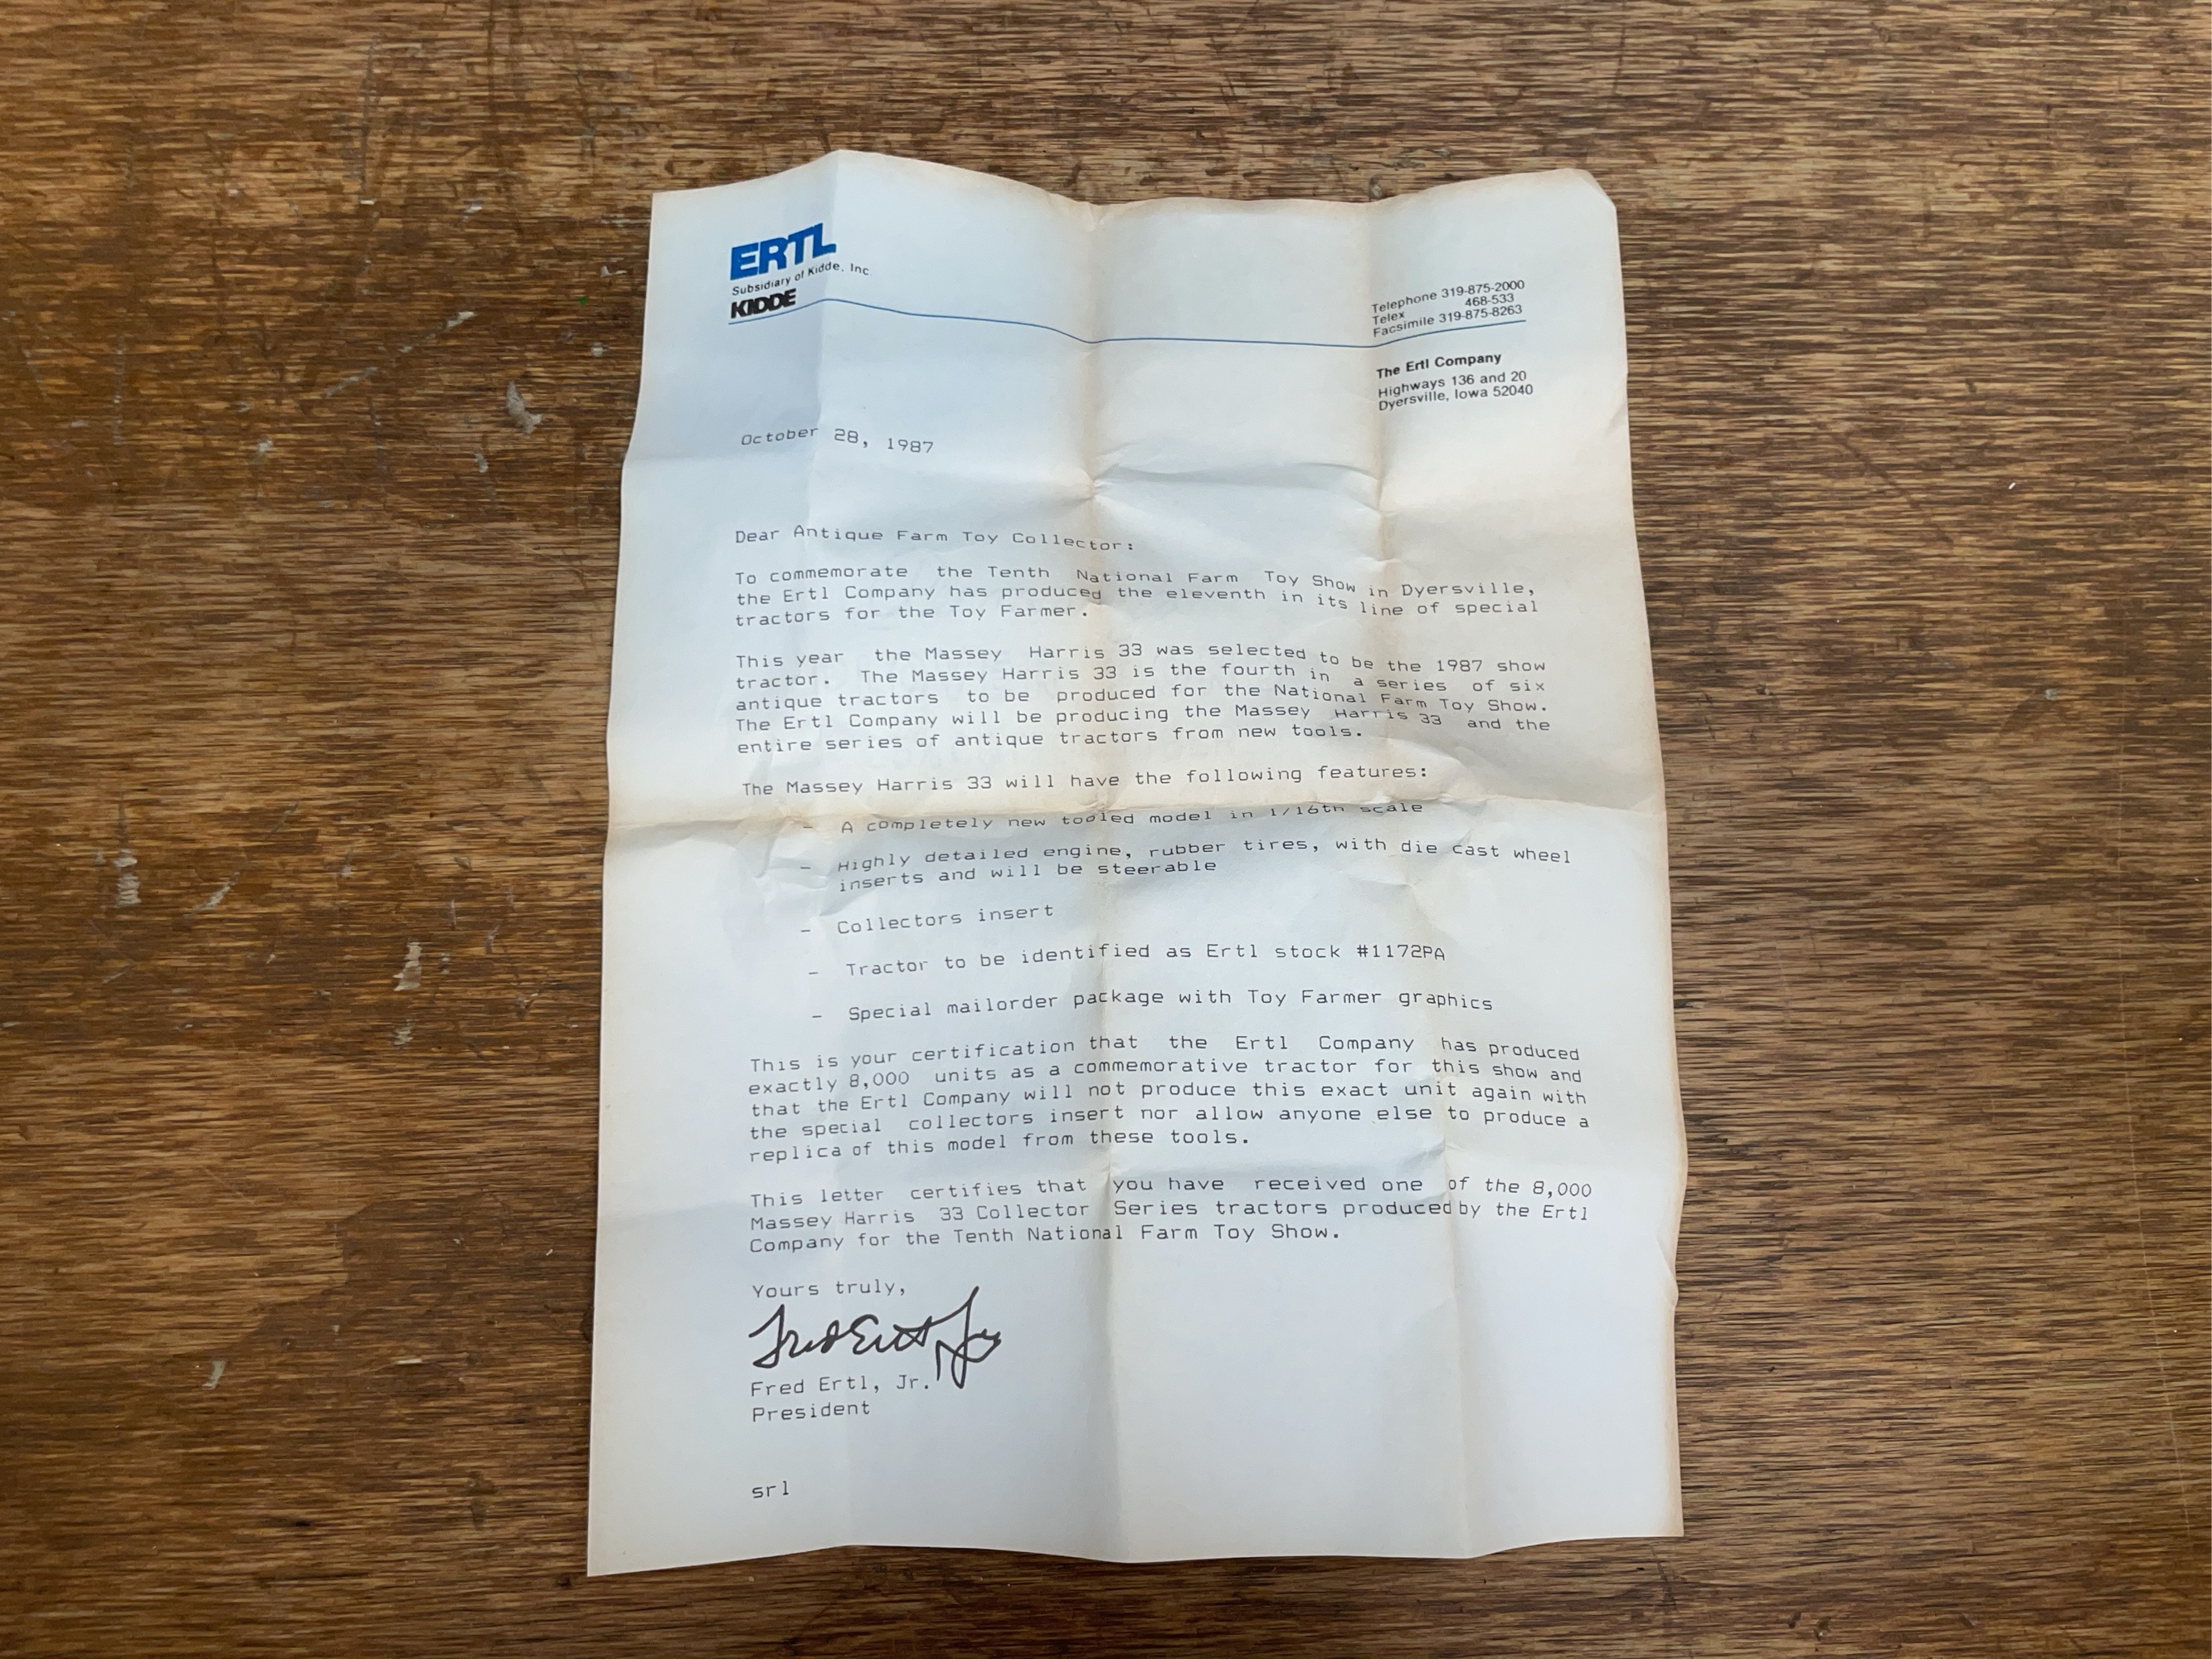 ERTL
Subsidiary of Kidde, Inc
KIDDE
Telephone 319-875-2000
Telex 468-533
Facsimile 319-875-8263
The Ertl Company
Highways 136 and 20
Dyersville, Iowa 52040
October 28, 1987
Dear Antique Farm Toy Collector:
To commemorate the Tenth National Farm Toy Show in Dyersville,
the Ertl Company has produced the eleventh in its line of special
tractors for the Toy Farmer.
This year the Massey Harris 33 was selected to be the 1987 show
tractor. The Massey Harris 33 is the fourth in a series of six
antique tractors to be produced for the National Farm Toy Show.
The Ertl Company will be producing the Massey Harris 33 and the
entire series of antique tractors from new tools.
The Massey Harris 33 will have the following features:
- A completely new tooled model in 1/16th scale
- Highly detailed engine, rubber tires, with die cast wheel
inserts and will be steerable
- Collectors insert
- Tractor to be identified as Ertl stock #1172PA
- Special mailorder package with Toy Farmer graphics
This is your certification that the Ertl Company has produced
exactly 8,000 units as a commemorative tractor for this show and
that the Ertl Company will not produce this exact unit again with
the special collectors insert nor allow anyone else to produce a
replica of this model from these tools.
This letter certifies that you have received one of the 8,000
Massey Harris 33 Collector Series tractors produced by the Ertl
Company for the Tenth National Farm Toy Show.
Yours truly,
Fred Ertl Jr
Fred Ertl, Jr.
President
srl